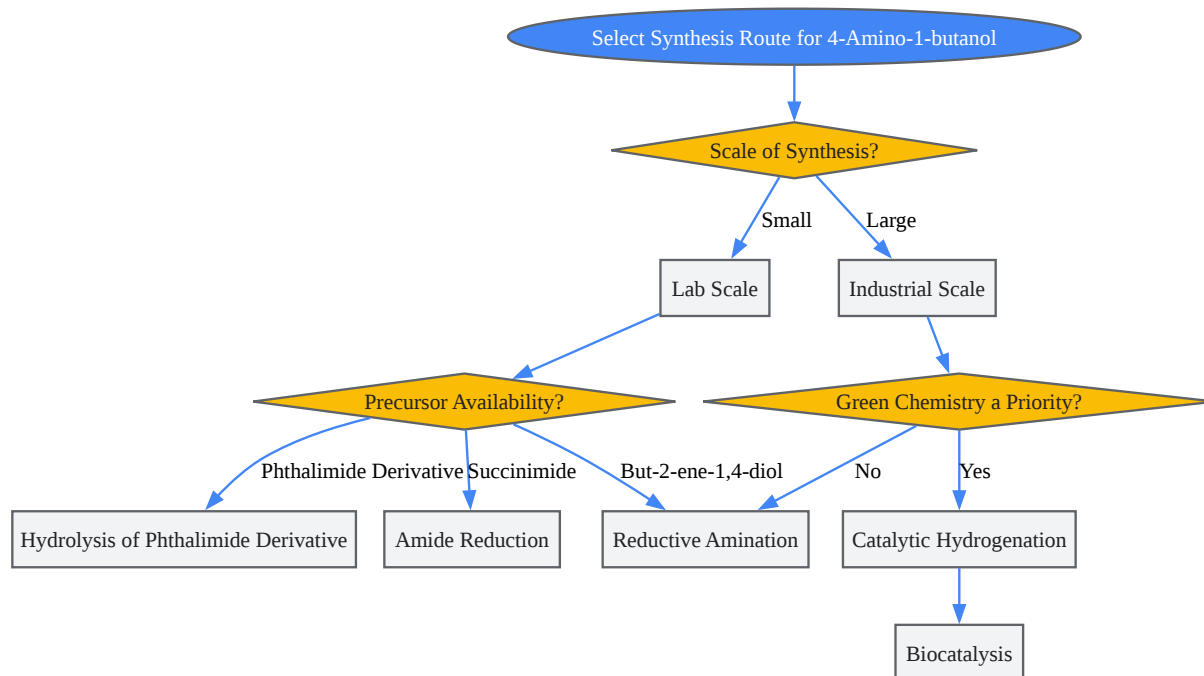 Select Synthesis Route for 4-Amino-1-butanol
Scale of Synthesis?
Small
Large
Lab Scale
Industrial Scale
Precursor Availability?
Green Chemistry a Priority?
Phthalimide Derivative
Succinimide
But-2-ene-1,4-diol
No
Yes
Hydrolysis of Phthalimide Derivative
Amide Reduction
Reductive Amination
Catalytic Hydrogenation
Biocatalysis